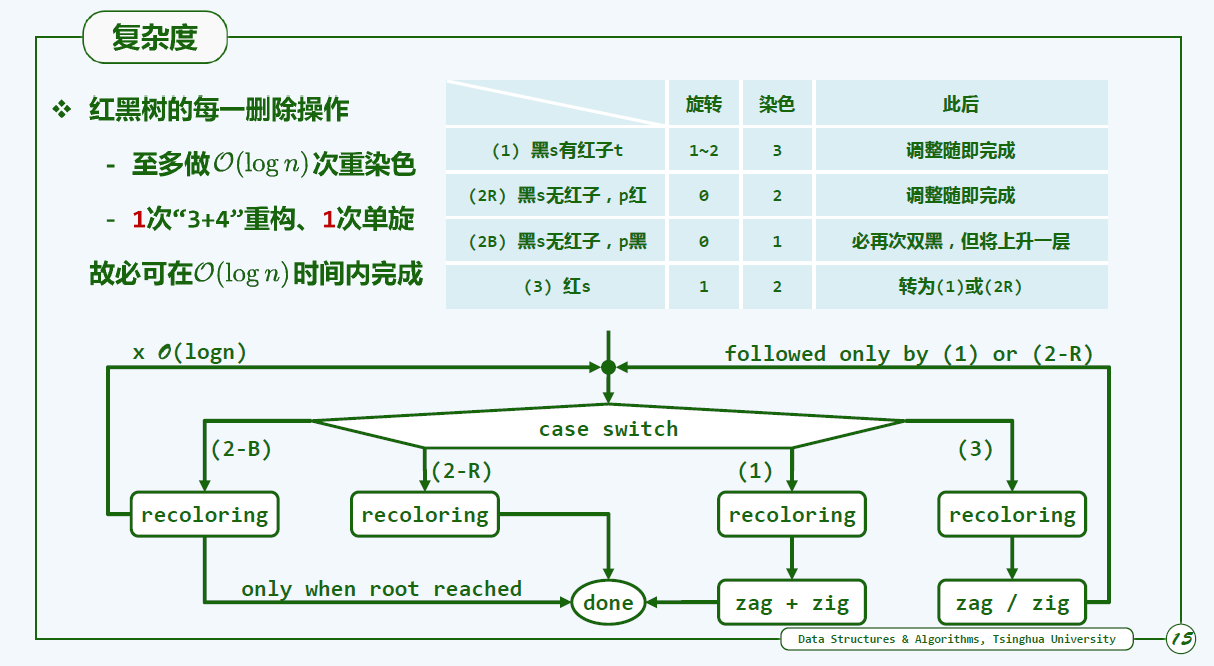 复杂度
❖ 红黑树的每一删除操作
- 至多做𝒪(log n)次重染色
- 1次“3+4”重构、1次单旋
故必可在𝒪(log n)时间内完成
旋转 染色 此后
(1) 黑s有红子t 1~2 3 调整随即完成
(2R) 黑s无红子，p红 0 2 调整随即完成
(2B) 黑s无红子，p黑 0 1 必再次双黑，但将上升一层
(3) 红s 1 2 转为(1)或(2R)
x 𝒪(logn)
followed only by (1) or (2-R)
case switch
(2-B) (2-R) (1) (3)
recoloring recoloring recoloring recoloring
only when root reached
done zag + zig zag / zig
Data Structures & Algorithms, Tsinghua University 15